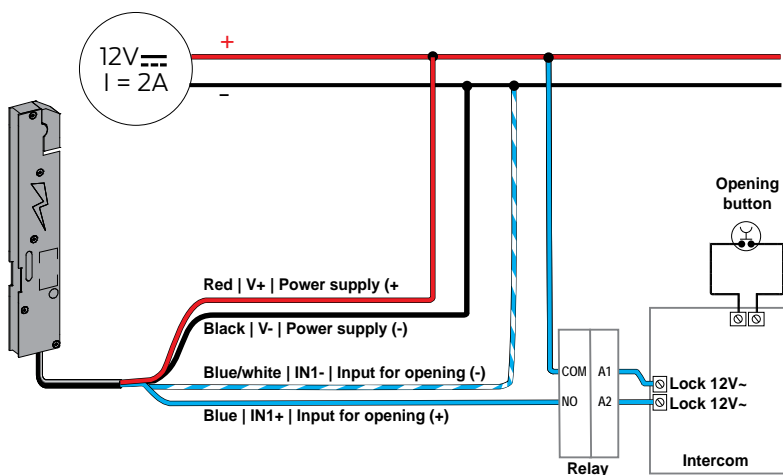 12V
I = 2A
+
–
Opening
button
Red | V+ | Power supply (+
Black | V- | Power supply (-)
Blue/white | IN1- | Input for opening (-)
COM A1
Lock 12V~
NO A2
Lock 12V~
Blue | IN1+ | Input for opening (+)
Intercom
Relay